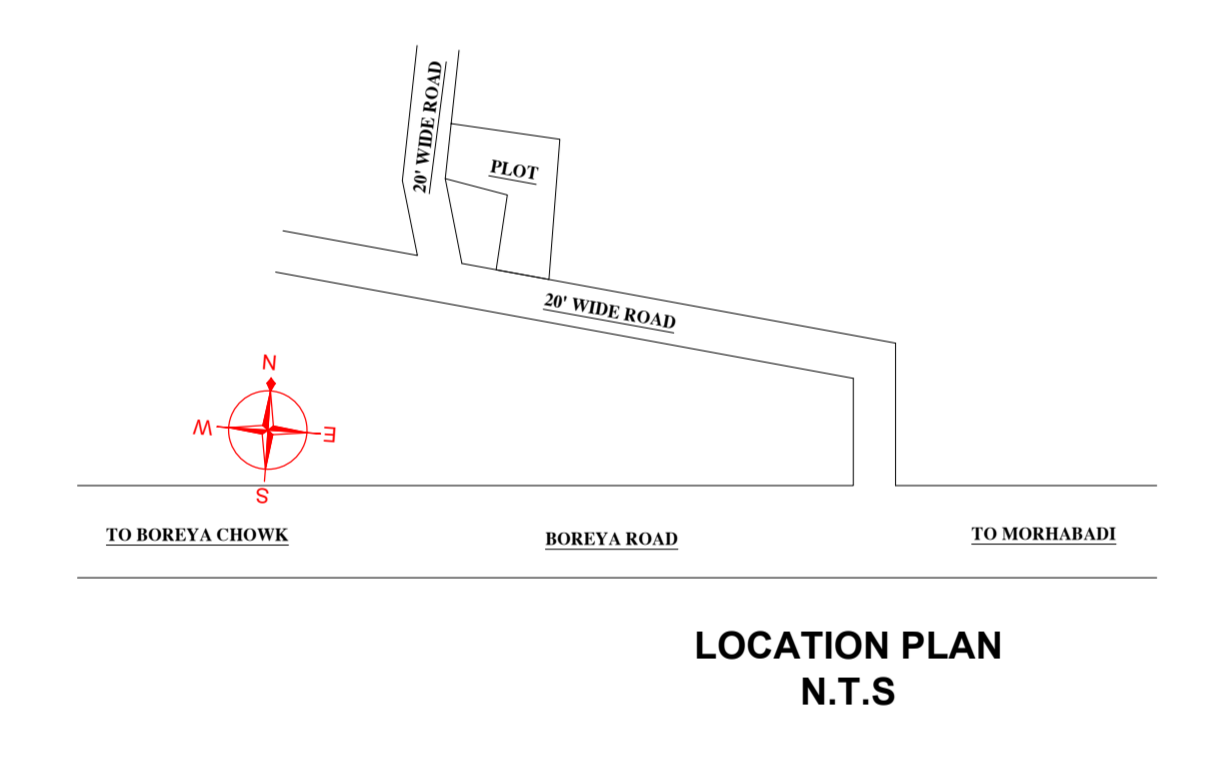 20' WIDE ROAD
PLOT
20' WIDE ROAD
N
W
E
S
TO BOREYA CHOWK
BOREYA ROAD
TO MORHABADI
LOCATION PLAN
N.T.S